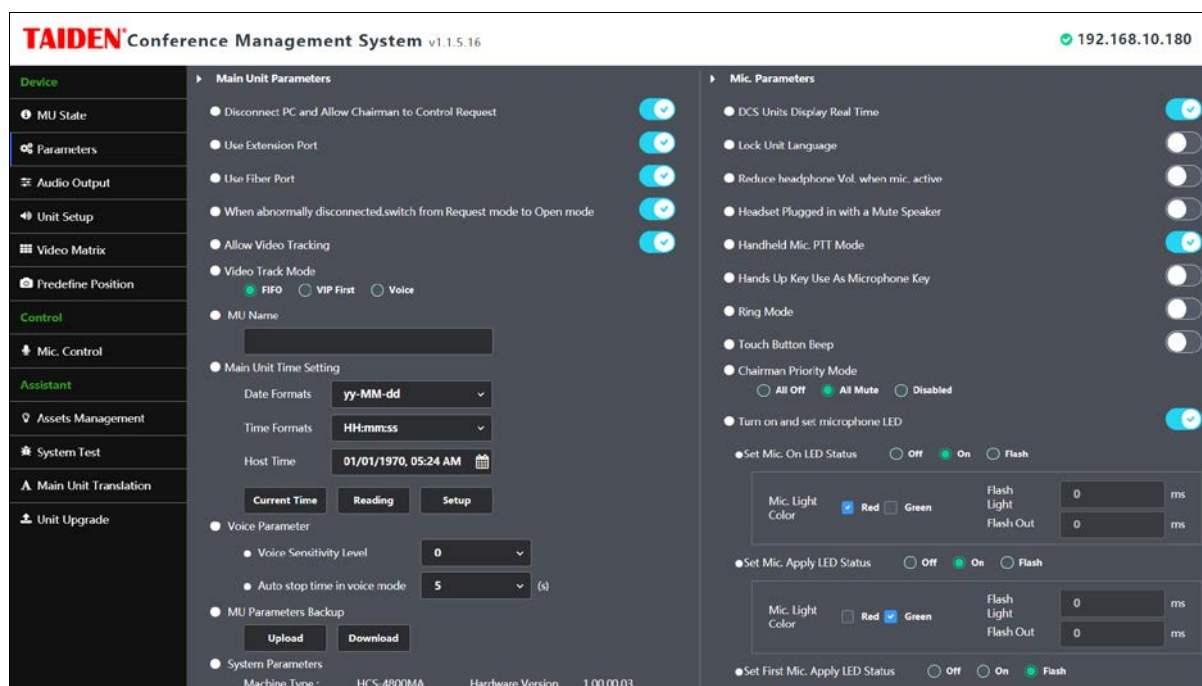 TAIDEN® Conference Management System v1.1.5.16
192.168.10.180
Device
MU State
Parameters
Audio Output
Unit Setup
Video Matrix
Predefine Position
Control
Mic. Control
Assistant
Assets Management
System Test
Main Unit Translation
Unit Upgrade
Main Unit Parameters
Disconnect PC and Allow Chairman to Control Request
Use Extension Port
Use Fiber Port
When abnormally disconnected,switch from Request mode to Open mode
Allow Video Tracking
Video Track Mode
FIFO VIP First Voice
MU Name
Main Unit Time Setting
Date Formats yy-MM-dd
Time Formats HH:mm:ss
Host Time 01/01/1970, 05:24 AM
Current Time Reading Setup
Voice Parameter
Voice Sensitivity Level 0
Auto stop time in voice mode 5 (s)
MU Parameters Backup
Upload Download
System Parameters
Machine Type : HCS-4800MA Hardware Version 1.00.00.03
Mic. Parameters
DCS Units Display Real Time
Lock Unit Language
Reduce headphone Vol. when mic. active
Headset Plugged in with a Mute Speaker
Handheld Mic. PTT Mode
Hands Up Key Use As Microphone Key
Ring Mode
Touch Button Beep
Chairman Priority Mode
All Off All Mute Disabled
Turn on and set microphone LED
Set Mic. On LED Status Off On Flash
Mic. Light Color Red Green
Flash Light 0 ms
Flash Out 0 ms
Set Mic. Apply LED Status Off On Flash
Mic. Light Color Red Green
Flash Light 0 ms
Flash Out 0 ms
Set First Mic. Apply LED Status Off On Flash